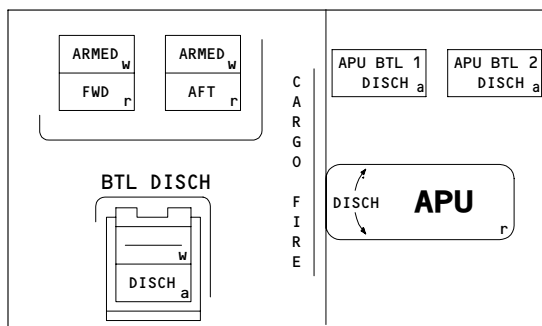 ARMED w
FWD r
ARMED w
AFT r
BTL DISCH
w
DISCH a
CARGO FIRE
APU BTL 1
DISCH a
APU BTL 2
DISCH a
DISCH
APU r